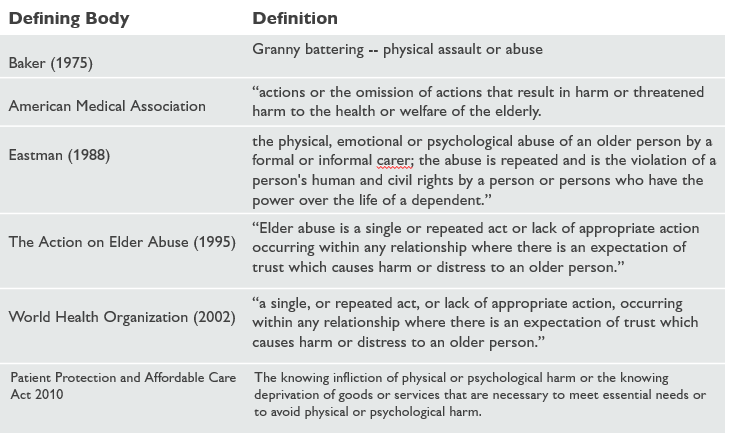 Defining Body Definition
Baker (1975) Granny battering -- physical assault or abuse
American Medical Association “actions or the omission of actions that result in harm or threatened
harm to the health or welfare of the elderly.
Eastman (1988) the physical, emotional or psychological abuse of an older person by a
formal or informal carer; the abuse is repeated and is the violation of a
person's human and civil rights by a person or persons who have the
power over the life of a dependent.”
The Action on Elder Abuse (1995) “Elder abuse is a single or repeated act or lack of appropriate action
occurring within any relationship where there is an expectation of
trust which causes harm or distress to an older person.”
World Health Organization (2002) “a single, or repeated act, or lack of appropriate action, occurring
within any relationship where there is an expectation of trust which
causes harm or distress to an older person.”
Patient Protection and Affordable Care
Act 2010
The knowing infliction of physical or psychological harm or the knowing
deprivation of goods or services that are necessary to meet essential needs or
to avoid physical or psychological harm.